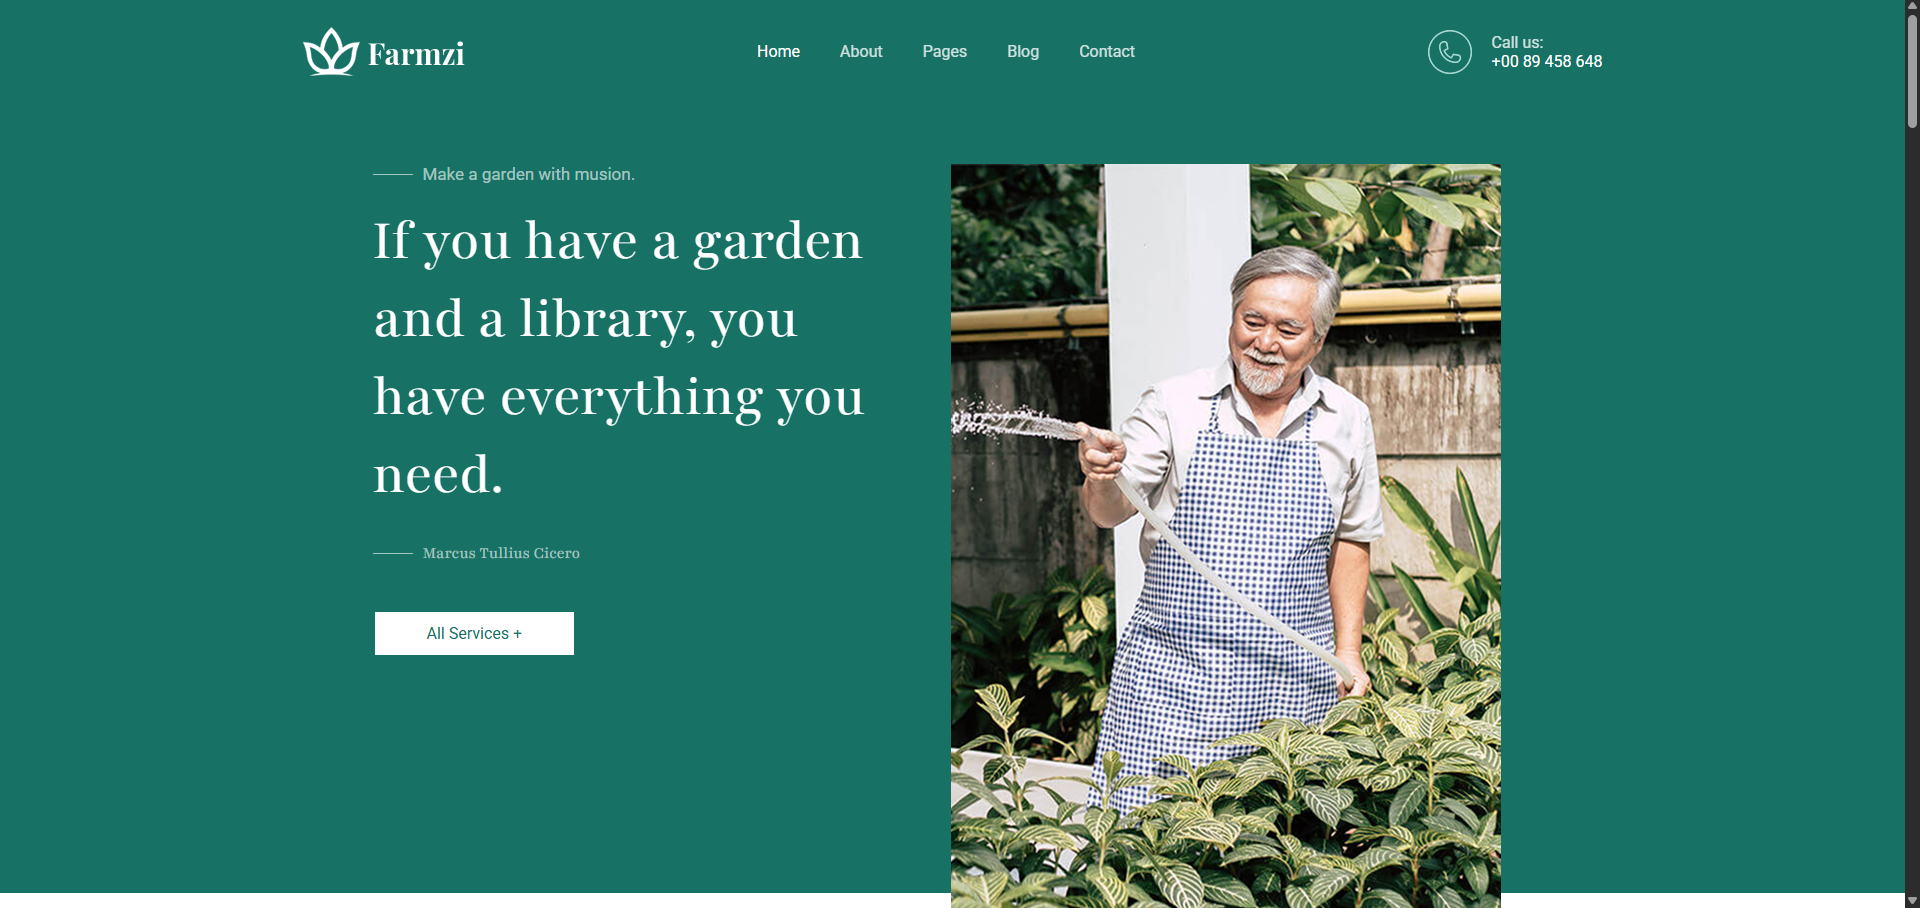 Farmzi
Home
About
Pages
Blog
Contact
Call us:
+00 89 458 648
Make a garden with musion.
If you have a garden
and a library, you
have everything you
need.
Marcus Tullius Cicero
All Services +